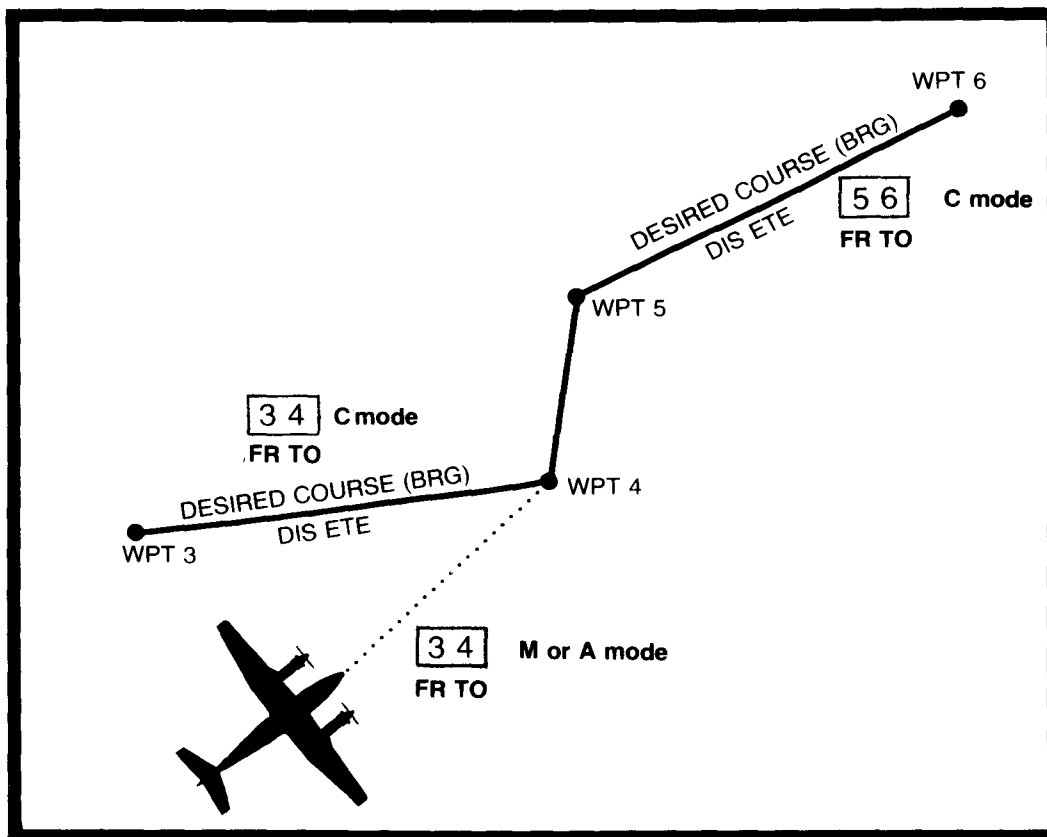 WPT 6
DESIRED COURSE (BRG)
DIS ETE
5 6 C mode
FR TO
WPT 5
3 4 C mode
FR TO
DESIRED COURSE (BRG)
DIS ETE
WPT 4
WPT 3
3 4 M or A mode
FR TO